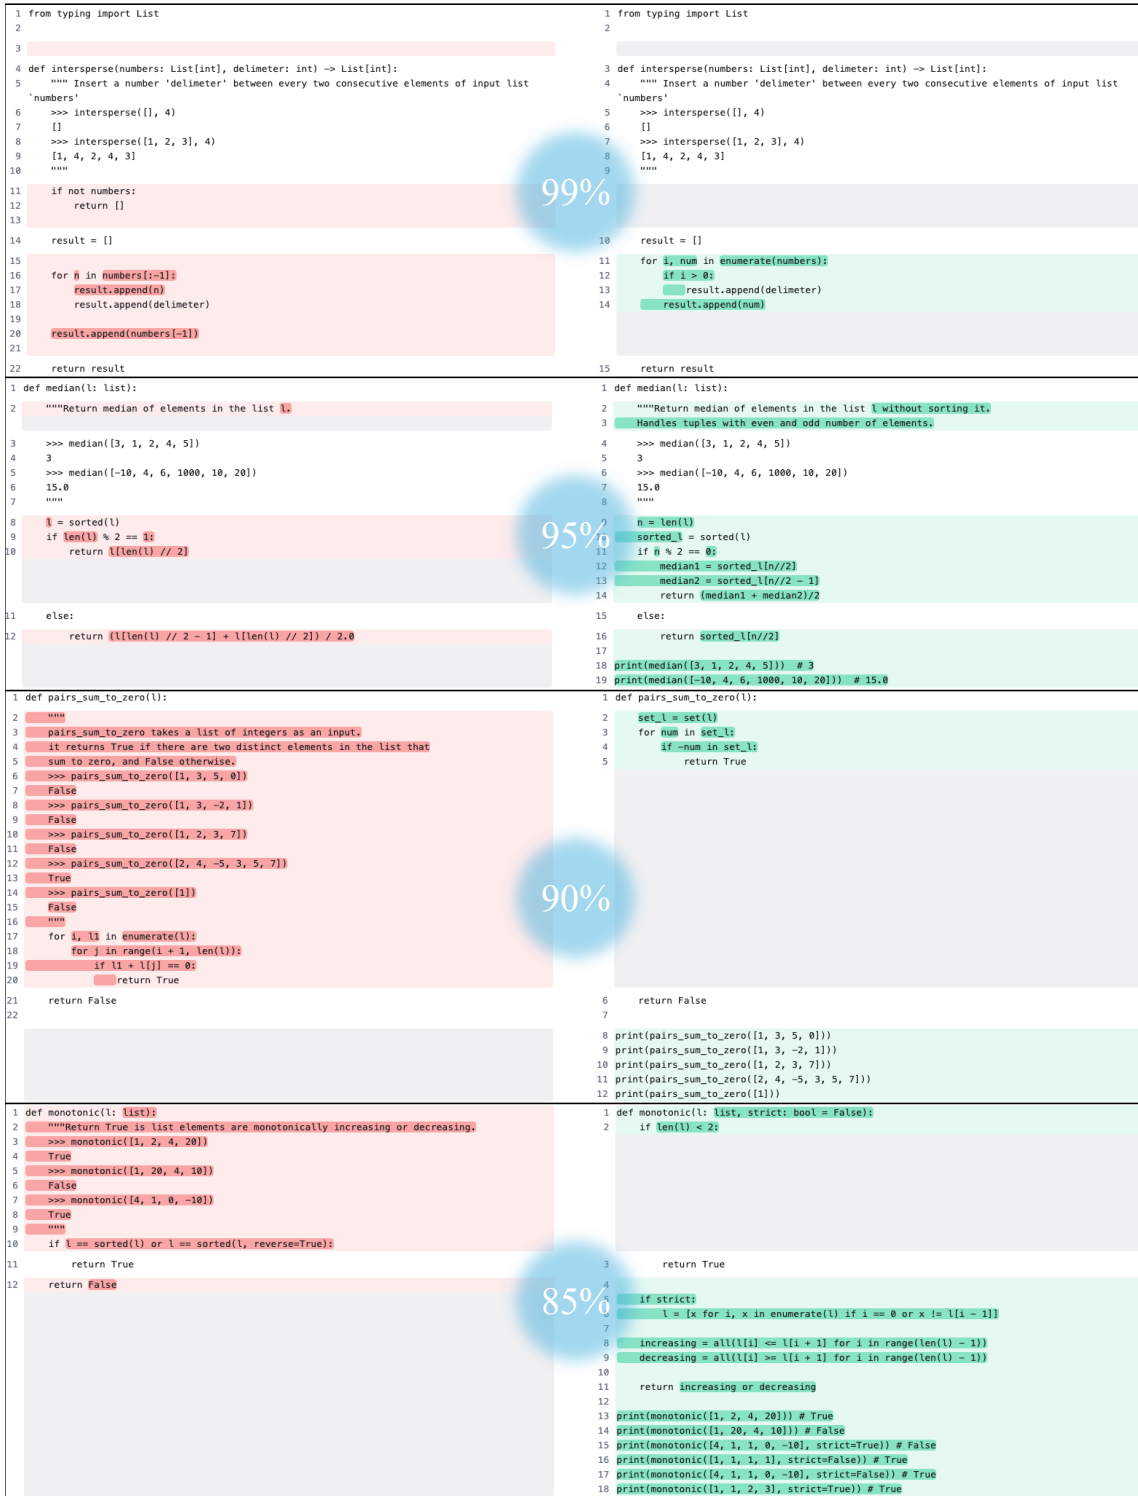 1 from typing import List
2
3
4 def intersperse(numbers: List[int], delimeter: int) -> List[int]:
5 """ Insert a number 'delimeter' between every two consecutive elements of input list
`numbers'
6 >>> intersperse([], 4)
7 []
8 >>> intersperse([1, 2, 3], 4)
9 [1, 4, 2, 4, 3]
10 """
11 if not numbers:
12 return []
13
14 result = []
15
16 for n in numbers[:-1]:
17 result.append(n)
18 result.append(delimeter)
19
20 result.append(numbers[-1])
21
22 return result
99%
1 from typing import List
2
3 def intersperse(numbers: List[int], delimeter: int) -> List[int]:
4 """ Insert a number 'delimeter' between every two consecutive elements of input list
`numbers'
5 >>> intersperse([], 4)
6 []
7 >>> intersperse([1, 2, 3], 4)
8 [1, 4, 2, 4, 3]
9 """
10 result = []
11 for i, num in enumerate(numbers):
12 if i > 0:
13 result.append(delimeter)
14 result.append(num)
15 return result
1 def median(l: list):
2 """Return median of elements in the list l.
3 >>> median([3, 1, 2, 4, 5])
4 3
5 >>> median([-10, 4, 6, 1000, 10, 20])
6 15.0
7 """
8 l = sorted(l)
9 if len(l) % 2 == 1:
10 return l[len(l) // 2]
11 else:
12 return (l[len(l) // 2 - 1] + l[len(l) // 2]) / 2.0
95%
1 def median(l: list):
2 """Return median of elements in the list l without sorting it.
3 Handles tuples with even and odd number of elements.
4 >>> median([3, 1, 2, 4, 5])
5 3
6 >>> median([-10, 4, 6, 1000, 10, 20])
7 15.0
8 """
9 n = len(l)
10 sorted_l = sorted(l)
11 if n % 2 == 0:
12 median1 = sorted_l[n//2]
13 median2 = sorted_l[n//2 - 1]
14 return (median1 + median2)/2
15 else:
16 return sorted_l[n//2]
17
18 print(median([3, 1, 2, 4, 5])) # 3
19 print(median([-10, 4, 6, 1000, 10, 20])) # 15.0
1 def pairs_sum_to_zero(l):
2 """
3 pairs_sum_to_zero takes a list of integers as an input.
4 it returns True if there are two distinct elements in the list that
5 sum to zero, and False otherwise.
6 >>> pairs_sum_to_zero([1, 3, 5, 0])
7 False
8 >>> pairs_sum_to_zero([1, 3, -2, 1])
9 False
10 >>> pairs_sum_to_zero([1, 2, 3, 7])
11 False
12 >>> pairs_sum_to_zero([2, 4, -5, 3, 5, 7])
13 True
14 >>> pairs_sum_to_zero([1])
15 False
16 """
17 for i, l1 in enumerate(l):
18 for j in range(i + 1, len(l)):
19 if l1 + l[j] == 0:
20 return True
21 return False
22
90%
1 def pairs_sum_to_zero(l):
2 set_l = set(l)
3 for num in set_l:
4 if -num in set_l:
5 return True
6 return False
7
8 print(pairs_sum_to_zero([1, 3, 5, 0]))
9 print(pairs_sum_to_zero([1, 3, -2, 1]))
10 print(pairs_sum_to_zero([1, 2, 3, 7]))
11 print(pairs_sum_to_zero([2, 4, -5, 3, 5, 7]))
12 print(pairs_sum_to_zero([1]))
1 def monotonic(l: list):
2 """Return True is list elements are monotonically increasing or decreasing.
3 >>> monotonic([1, 2, 4, 20])
4 True
5 >>> monotonic([1, 20, 4, 10])
6 False
7 >>> monotonic([4, 1, 0, -10])
8 True
9 """
10 if l == sorted(l) or l == sorted(l, reverse=True):
11 return True
12 return False
85%
1 def monotonic(l: list, strict: bool = False):
2 if len(l) < 2:
3 return True
4
5 if strict:
6 l = [x for i, x in enumerate(l) if i == 0 or x != l[i - 1]]
7
8 increasing = all(l[i] <= l[i + 1] for i in range(len(l) - 1))
9 decreasing = all(l[i] >= l[i + 1] for i in range(len(l) - 1))
10
11 return increasing or decreasing
12
13 print(monotonic([1, 2, 4, 20])) # True
14 print(monotonic([1, 20, 4, 10])) # False
15 print(monotonic([4, 1, 1, 0, -10], strict=True)) # False
16 print(monotonic([1, 1, 1, 1], strict=False)) # True
17 print(monotonic([4, 1, 1, 0, -10], strict=False)) # True
18 print(monotonic([1, 1, 2, 3], strict=True)) # True